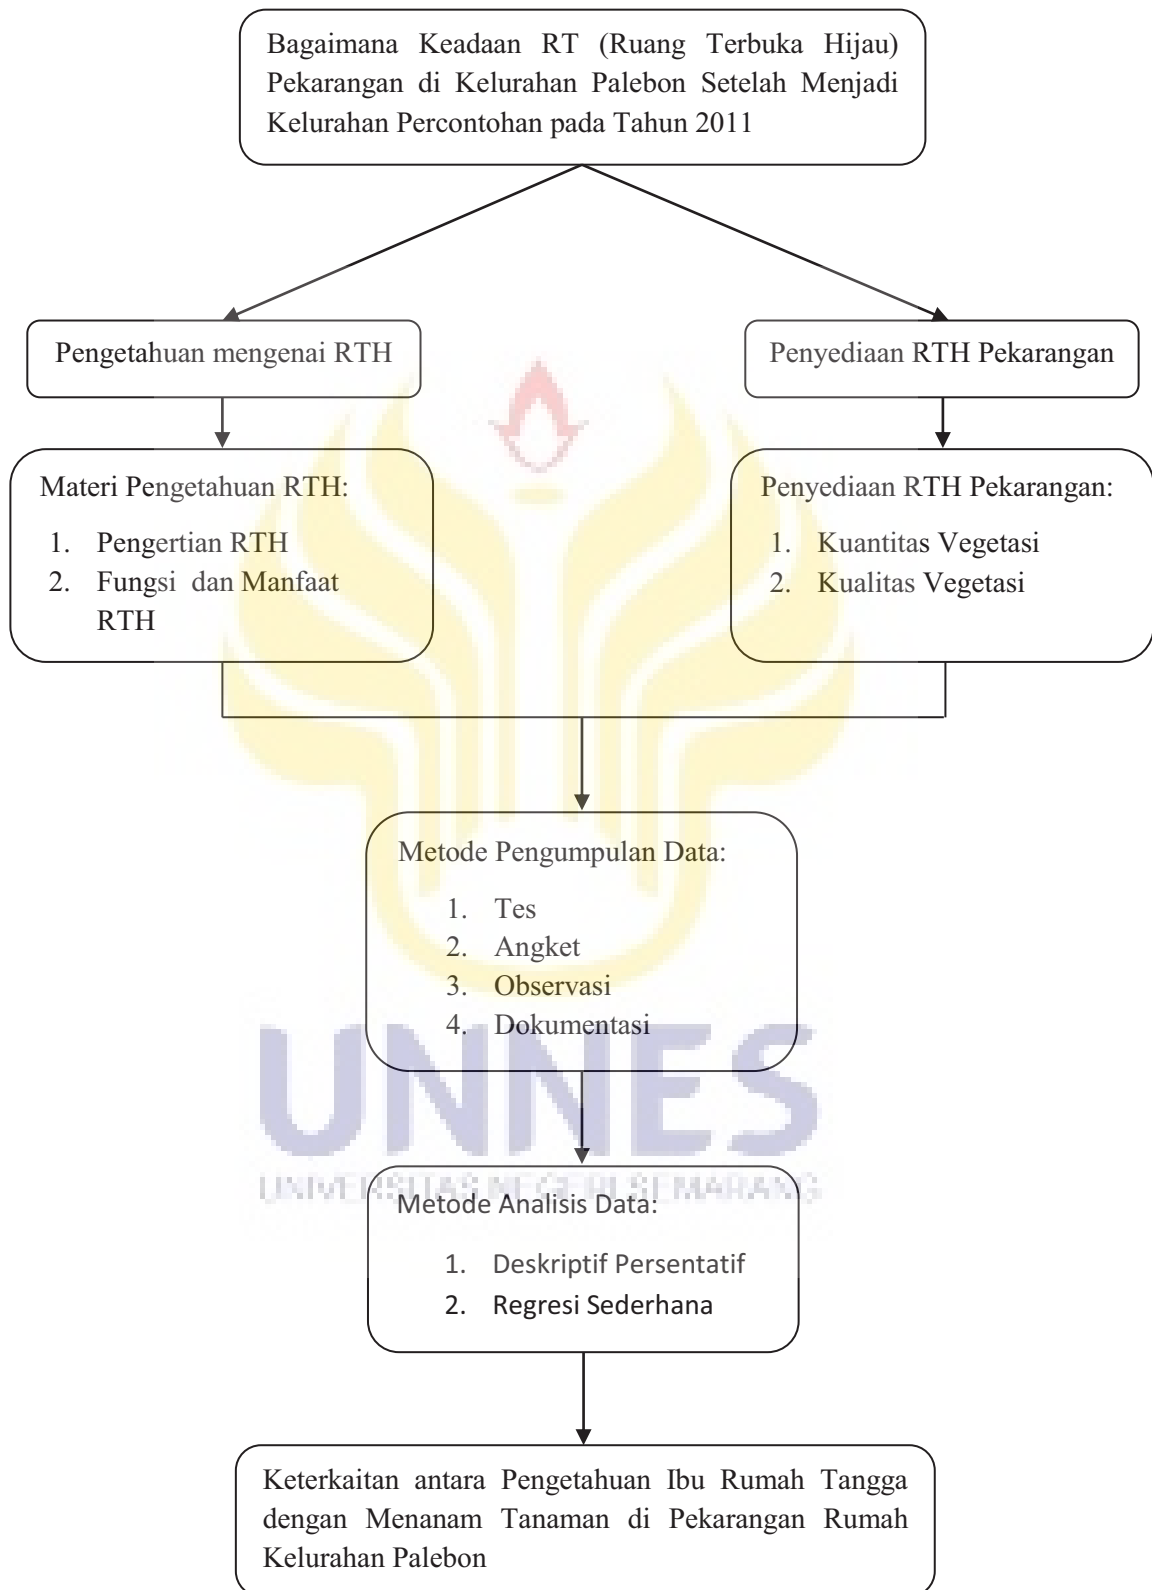 Bagaimana Keadaan RT (Ruang Terbuka Hijau)
Pekarangan di Kelurahan Palebon Setelah Menjadi
Kelurahan Percontohan pada Tahun 2011
Pengetahuan mengenai RTH
Penyediaan RTH Pekarangan
Materi Pengetahuan RTH:
1. Pengertian RTH
2. Fungsi dan Manfaat
RTH
Penyediaan RTH Pekarangan:
1. Kuantitas Vegetasi
2. Kualitas Vegetasi
Metode Pengumpulan Data:
1. Tes
2. Angket
3. Observasi
4. Dokumentasi
UNNES
UNIVERSITAS NEGERI SEMARANG
Metode Analisis Data:
1. Deskriptif Persentatif
2. Regresi Sederhana
Keterkaitan antara Pengetahuan Ibu Rumah Tangga
dengan Menanam Tanaman di Pekarangan Rumah
Kelurahan Palebon